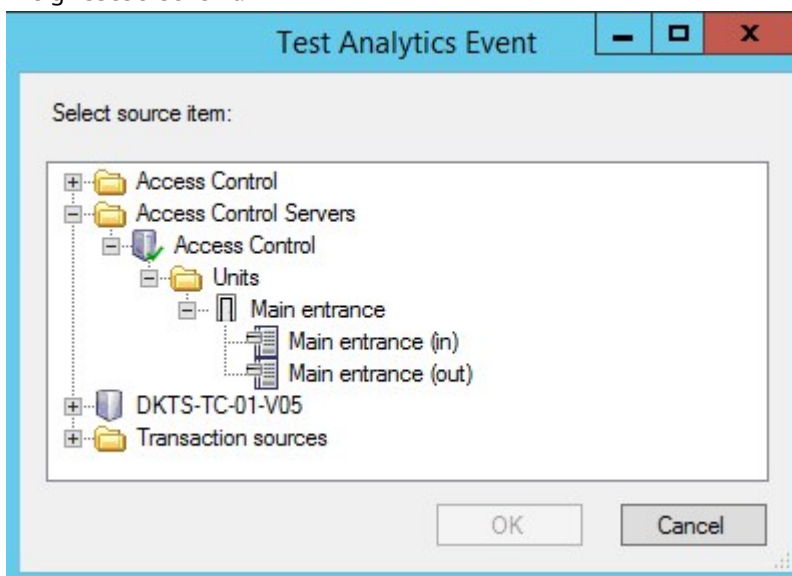 Test Analytics Event
Select source item:
Access Control
Access Control Servers
Access Control
Units
Main entrance
Main entrance (in)
Main entrance (out)
DKTS-TC-01-V05
Transaction sources
OK
Cancel